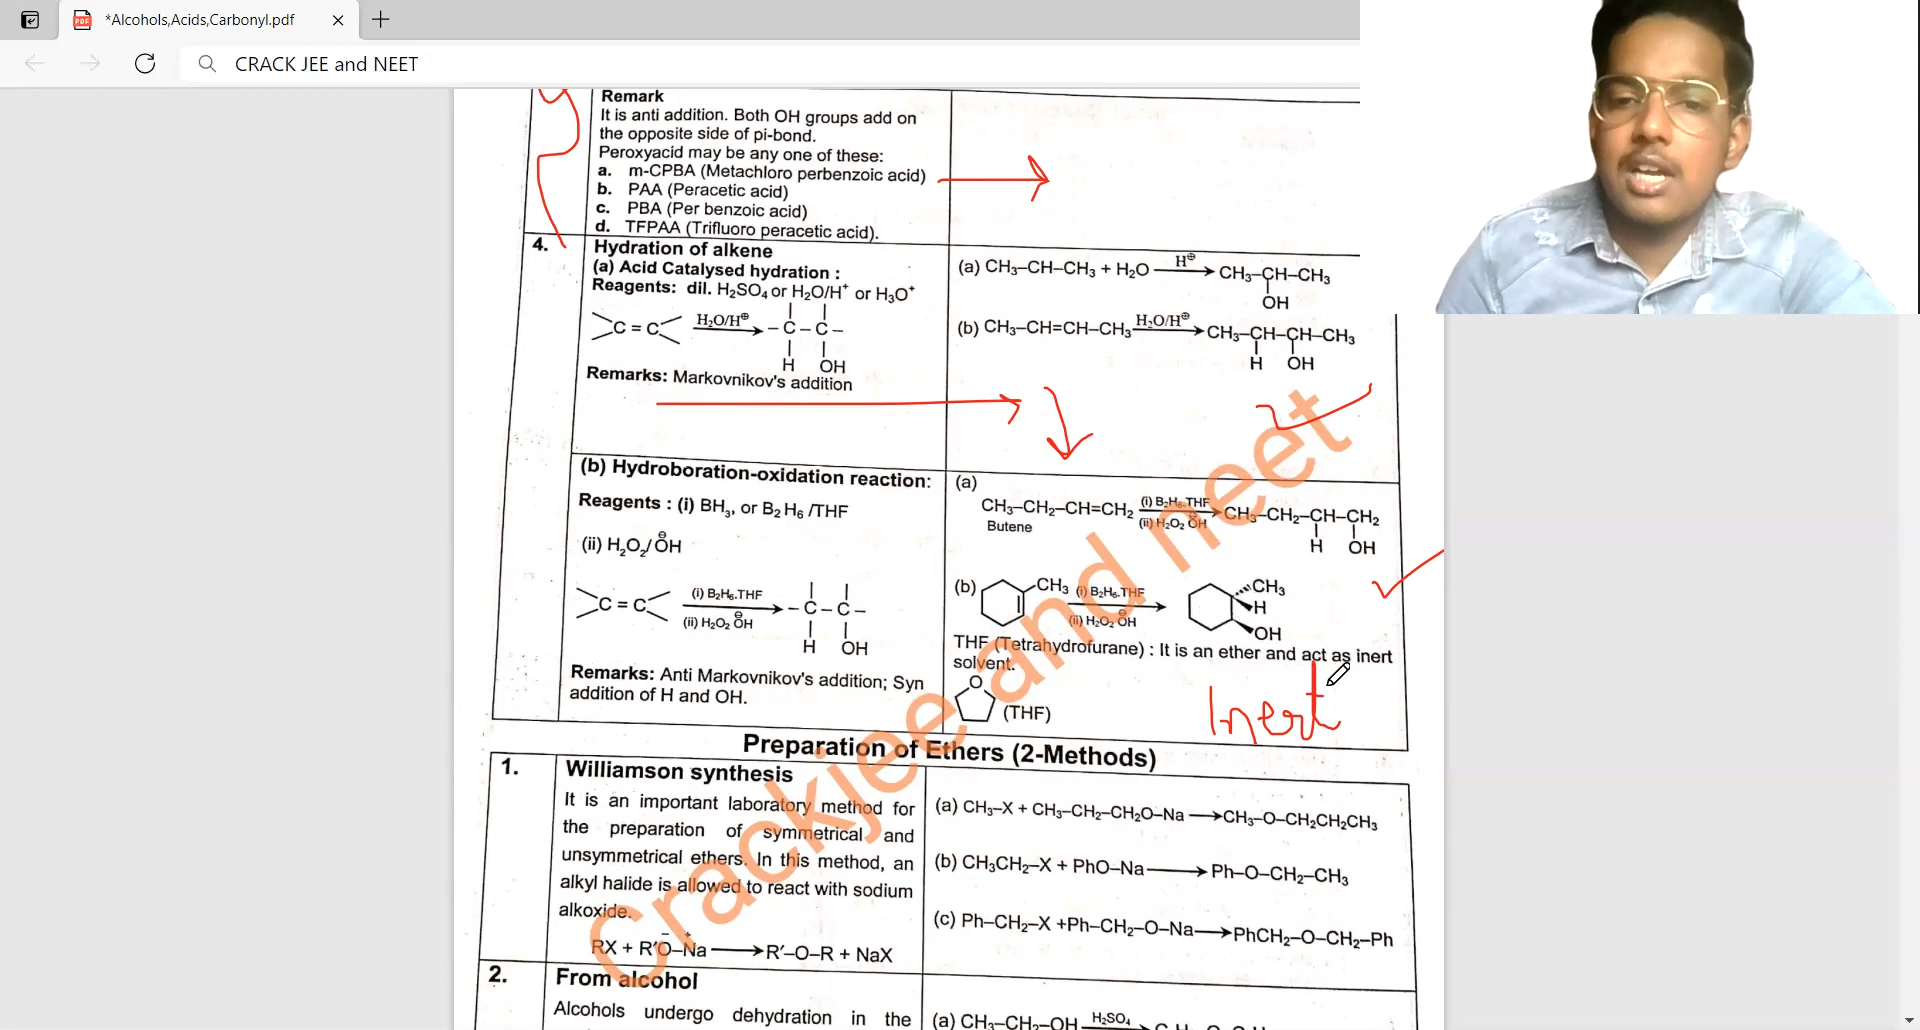 *Alcohols,Acids,Carbonyl.pdf
CRACK JEE and NEET
Remark
It is anti addition. Both OH groups add on
the opposite side of pi-bond.
Peroxyacid may be any one of these:
a. m-CPBA (Metachloro perbenzoic acid)
b. PAA (Peracetic acid)
c. PBA (Per benzoic acid)
d. TFPAA (Trifluoro peracetic acid).
4.
Hydration of alkene
(a) Acid Catalysed hydration :
Reagents: dil. H₂SO₄ or H₂O/H⁺ or H₃O⁺
>C = C< H₂O/H⊕ –C–C–
H OH
Remarks: Markovnikov's addition
(a) CH₃–CH–CH₃ + H₂O H⊕ → CH₃–CH–CH₃
OH
(b) CH₃–CH=CH–CH₃ H₂O/H⊕ → CH₃–CH–CH–CH₃
H OH
(b) Hydroboration-oxidation reaction:
Reagents : (i) BH₃, or B₂H₆ /THF
(ii) H₂O₂/ ⊖OH
>C = C< (i) B₂H₆.THF
(ii) H₂O₂ ⊖OH → –C–C–
H OH
Remarks: Anti Markovnikov's addition; Syn
addition of H and OH.
(a)
CH₃–CH₂–CH=CH₂ (i) B₂H₆.THF
(ii) H₂O₂ ⊖OH → CH₃–CH₂–CH–CH₂
Butene
H OH
(b) CH₃ (i) B₂H₆.THF
(ii) H₂O₂ ⊖OH → CH₃
H
OH
THF (Tetrahydrofurane) : It is an ether and act as inert
solvent.
O
(THF)
Inert
Preparation of Ethers (2-Methods)
1.
Williamson synthesis
It is an important laboratory method for
the preparation of symmetrical and
unsymmetrical ethers. In this method, an
alkyl halide is allowed to react with sodium
alkoxide.
RX + R′O⁻–Na⁺ → R′–O–R + NaX
(a) CH₃–X + CH₃–CH₂–CH₂O–Na → CH₃–O–CH₂CH₂CH₃
(b) CH₃CH₂–X + PhO–Na → Ph–O–CH₂–CH₃
(c) Ph–CH₂–X +Ph–CH₂–O–Na → PhCH₂–O–CH₂–Ph
2.
From alcohol
Alcohols undergo dehydration in the
(a) CH₃–CH₂–OH H₂SO₄
Crackjee and neet